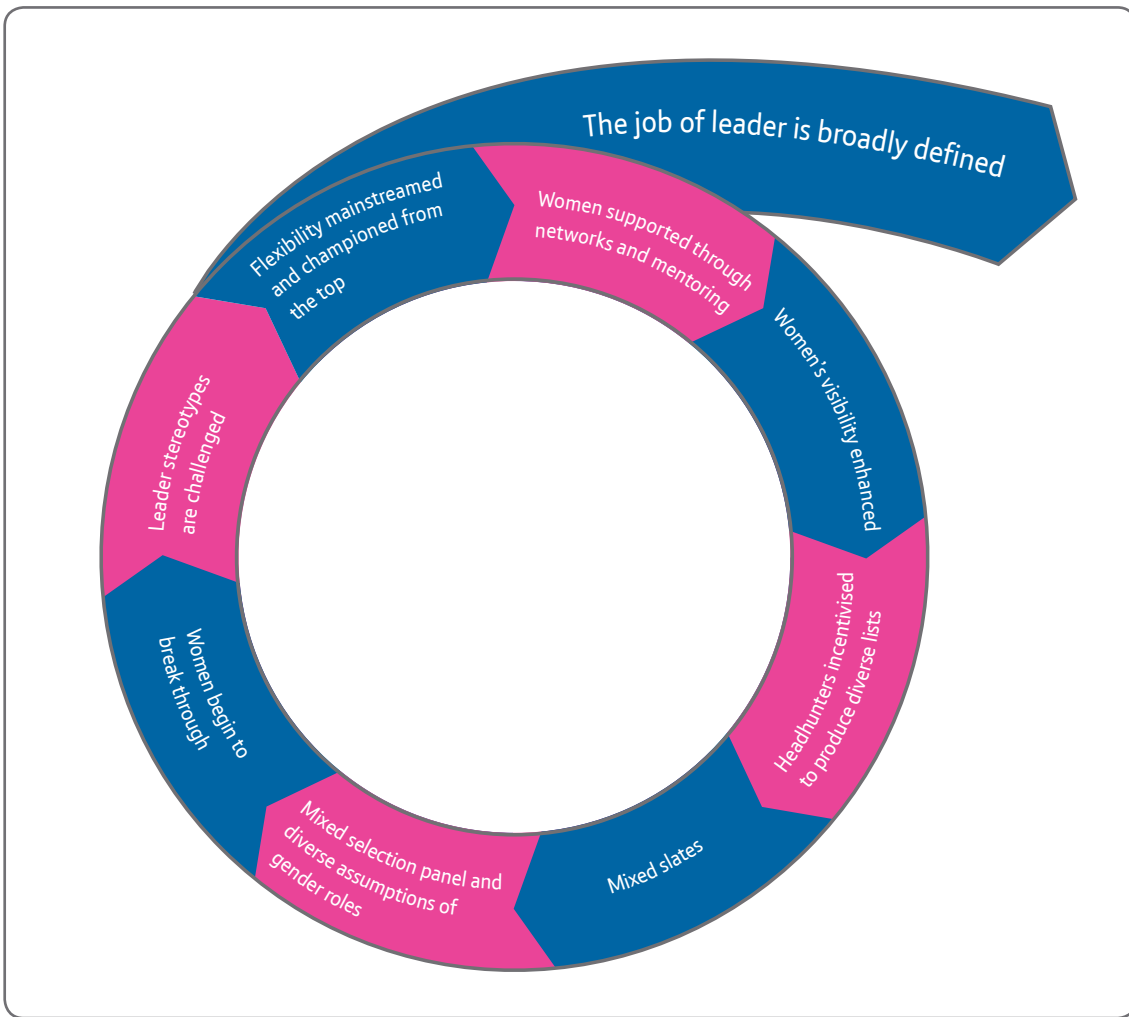 The job of leader is broadly defined
Flexibility mainstreamed
and championed from
the top
Women supported through
networks and mentoring
Women's visibility enhanced
Headhunters incentivised
to produce diverse lists
Mixed slates
Mixed selection panel and
diverse assumptions of
gender roles
Women begin to
break through
Leader stereotypes
are challenged